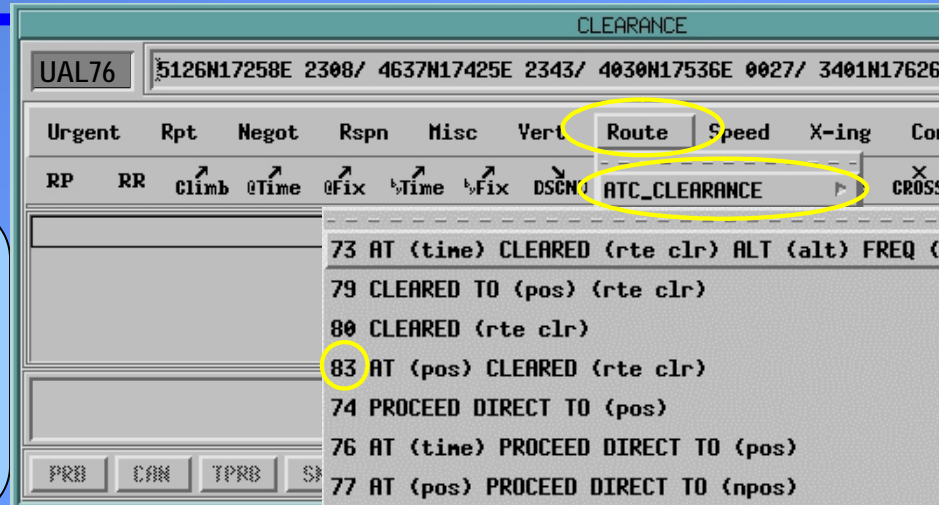 CLEARANCE
UAL76 5126N17258E 2308/ 4637N17425E 2343/ 4030N17536E 0027/ 3401N17626
Urgent Rpt Negot Rspn Misc Vert Route Speed X-ing
RP RR Climb @Time @Fix Time Fix DSCND ATC_CLEARANCE CROSS
73 AT (time) CLEARED (rte clr) ALT (alt) FREQ (
79 CLEARED TO (pos) (rte clr)
80 CLEARED (rte clr)
83 AT (pos) CLEARED (rte clr)
74 PROCEED DIRECT TO (pos)
76 AT (time) PROCEED DIRECT TO (pos)
77 AT (pos) PROCEED DIRECT TO (npos)
PRB CAN TPRB